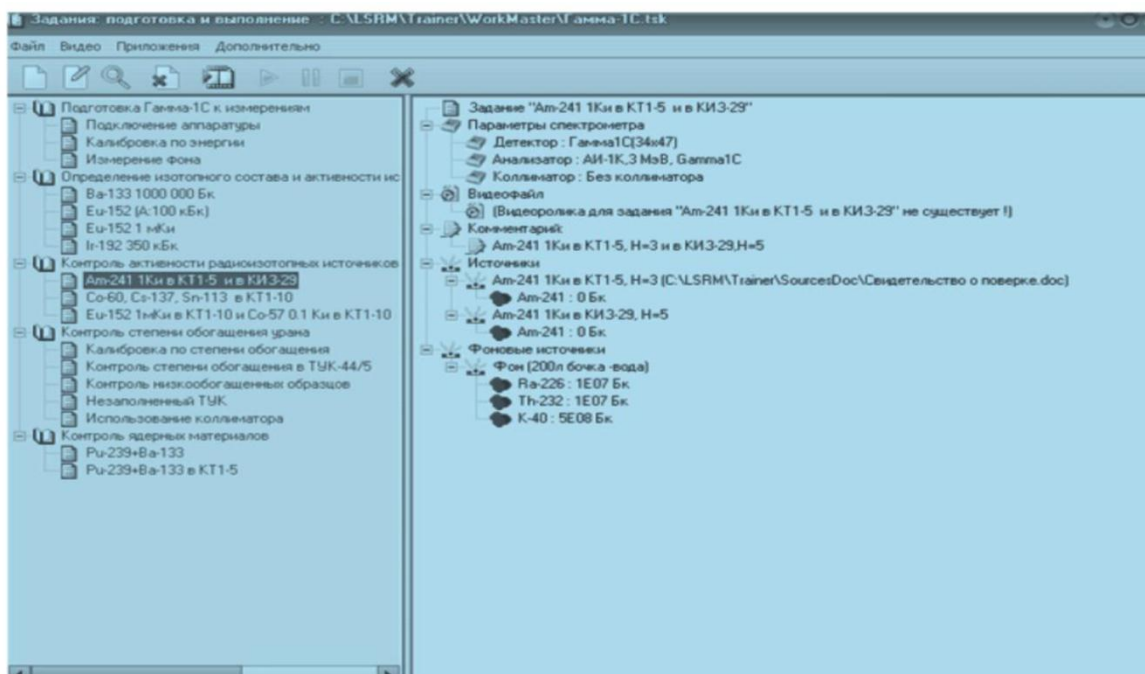 Задания: подготовка и выполнение : C:\LSRM\Trainer\WorkMaster\Гамма-1С.tsk
Файл Видео Приложения Дополнительно
Подготовка Гамма-1С к измерениям
Подключение аппаратуры
Калибровка по энергии
Измерение фона
Определение изотопного состава и активности ис
Ba-133 1000 000 Бк
Eu-152 (A:100 кБк)
Eu-152 1 мКи
Ir-192 350 кБк
Контроль активности радиоизотопных источников
Am-241 1Ки в КТ1-5 и в КИЗ-29
Co-60, Cs-137, Sn-113 в КТ1-10
Eu-152 1мКи в КТ1-10 и Co-57 0.1 Ки в КТ1-10
Контроль степени обогащения урана
Калибровка по степени обогащения
Контроль степени обогащения в ТУК-44/5
Контроль низкообогащенных образцов
Незаполненный ТУК
Использование коллиматора
Контроль ядерных материалов
Pu-239+Ba-133
Pu-239+Ba-133 в КТ1-5
Задание "Am-241 1Ки в КТ1-5 и в КИЗ-29"
Параметры спектрометра
Детектор : Гамма1С(34x47)
Анализатор : АИ-1К,3 МэВ, Gamma1C
Коллиматор : Без коллиматора
Видеофайл
(Видеоролика для задания "Am-241 1Ки в КТ1-5 и в КИЗ-29" не существует !)
Комментарий:
Am-241 1Ки в КТ1-5, H=3 и в КИЗ-29,H=5
Источники
Am-241 1Ки в КТ1-5, H=3 (C:\LSRM\Trainer\SourcesDoc\Свидетельство о поверке.doc)
Am-241 : 0 Бк
Am-241 1Ки в КИЗ-29, H=5
Am-241 : 0 Бк
Фоновые источники
Фон (200л бочка -вода)
Ra-226 : 1E07 Бк
Th-232 : 1E07 Бк
K-40 : 5E08 Бк